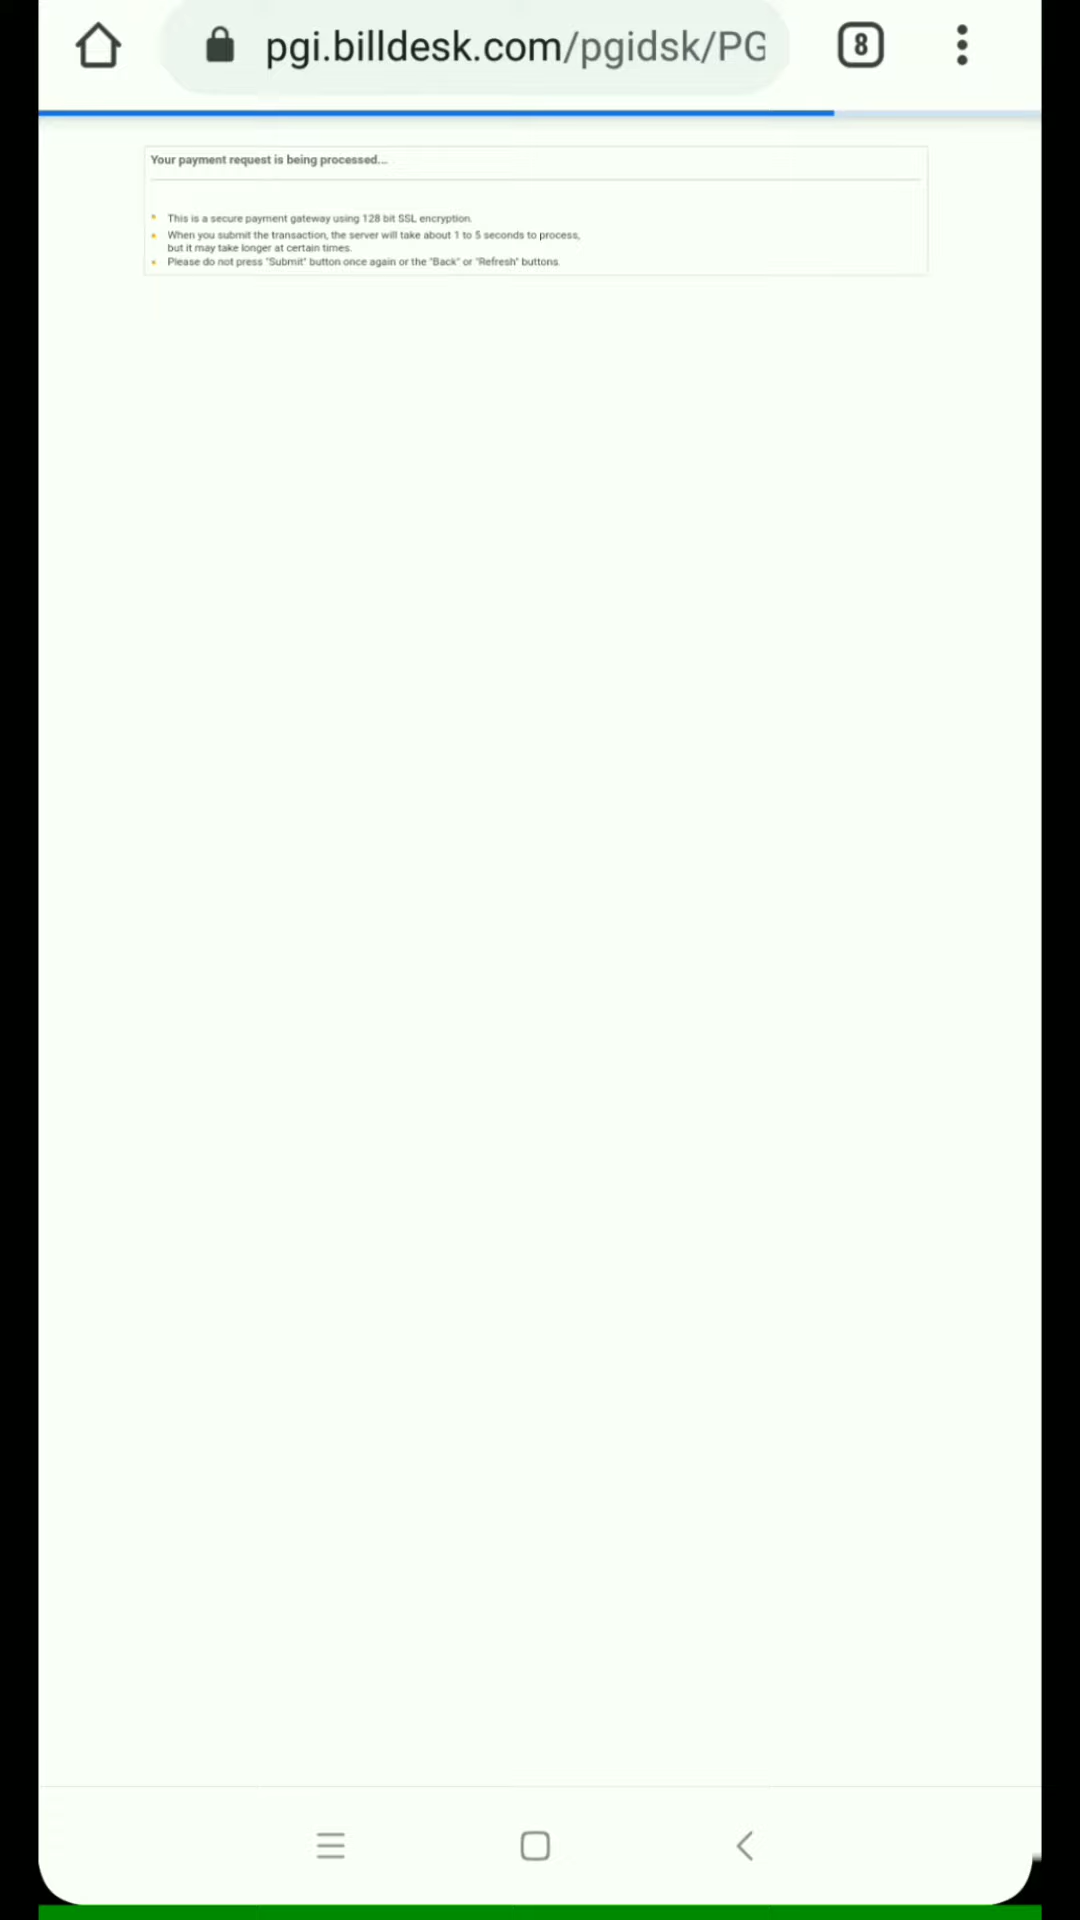 pgi.billdesk.com/pgidsk/PG
8
Your payment request is being processed...
This is a secure payment gateway using 128 bit SSL encryption.
When you submit the transaction, the server will take about 1 to 5 seconds to process,
but it may take longer at certain times.
Please do not press "Submit" button once again or the "Back" or "Refresh" buttons.